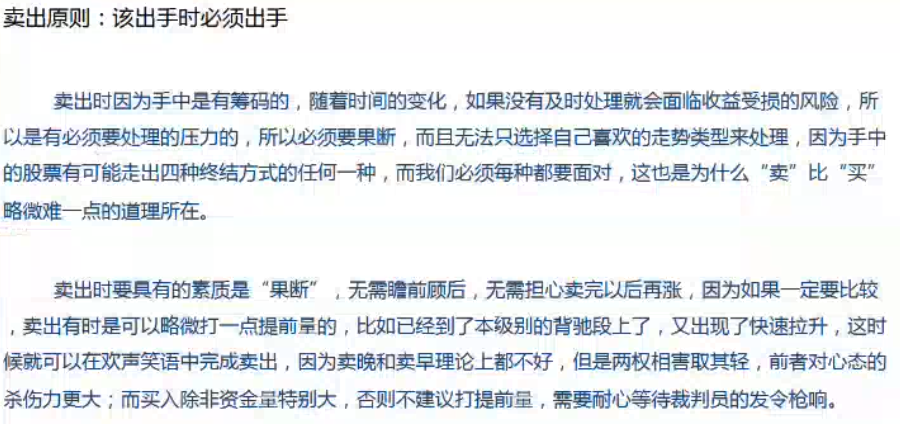 卖出原则：该出手时必须出手
卖出时因为手中是有筹码的，随着时间的变化，如果没有及时处理就会面临收益受损的风险，所
以是有必须要处理的压力的，所以必须要果断，而且无法只选择自己喜欢的走势类型来处理，因为手中
的股票有可能走出四种终结方式的任何一种，而我们必须每种都要面对，这也是为什么“卖”比“买”
略微难一点的道理所在。
卖出时要具有的素质是“果断”，无需瞻前顾后，无需担心卖完以后再涨，因为如果一定要比较
，卖出有时是可以略微打一点提前量的，比如已经到了本级别的背驰段上了，又出现了快速拉升，这时
候就可以在欢声笑语中完成卖出，因为卖晚和卖早理论上都不好，但是两权相害取其轻，前者对心态的
杀伤力更大；而买入除非资金量特别大，否则不建议打提前量，需要耐心等待裁判员的发令枪响。